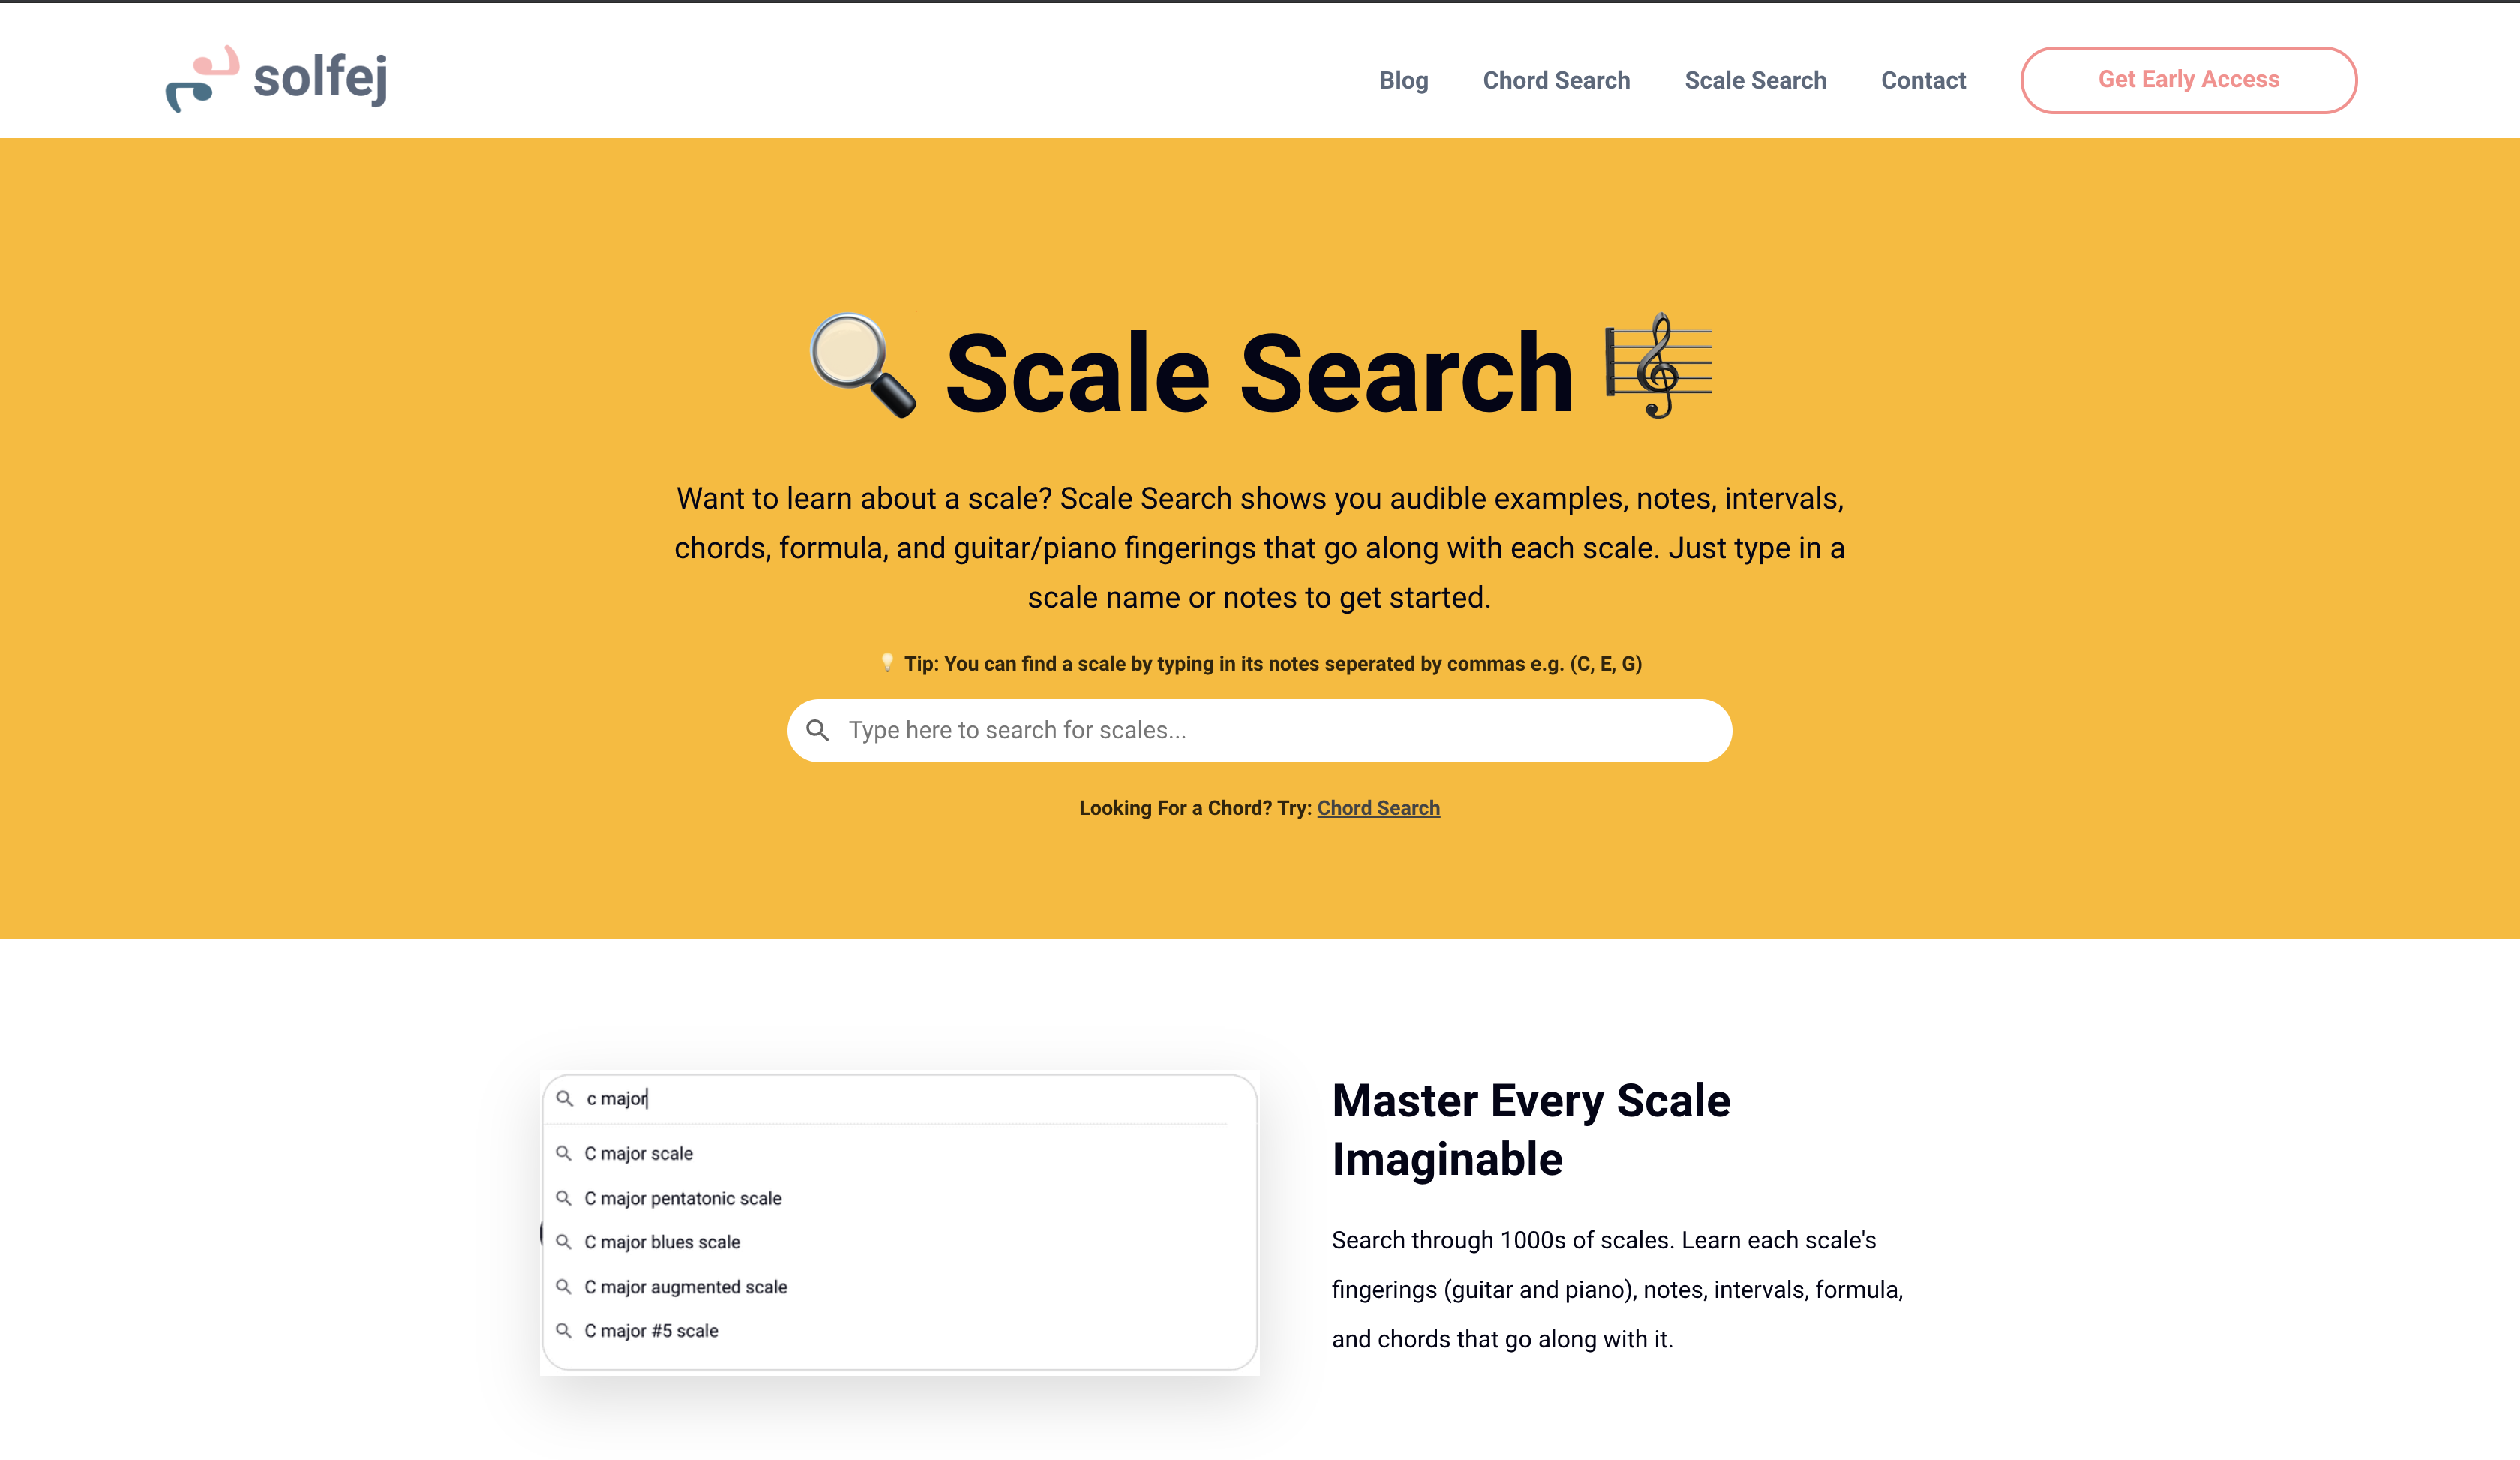 solfej
Blog
Chord Search
Scale Search
Contact
Get Early Access
Scale Search
Want to learn about a scale? Scale Search shows you audible examples, notes, intervals,
chords, formula, and guitar/piano fingerings that go along with each scale. Just type in a
scale name or notes to get started.
Tip: You can find a scale by typing in its notes seperated by commas e.g. (C, E, G)
Type here to search for scales...
Looking For a Chord? Try: Chord Search
c major
C major scale
C major pentatonic scale
C major blues scale
C major augmented scale
C major #5 scale
Master Every Scale
Imaginable
Search through 1000s of scales. Learn each scale's
fingerings (guitar and piano), notes, intervals, formula,
and chords that go along with it.